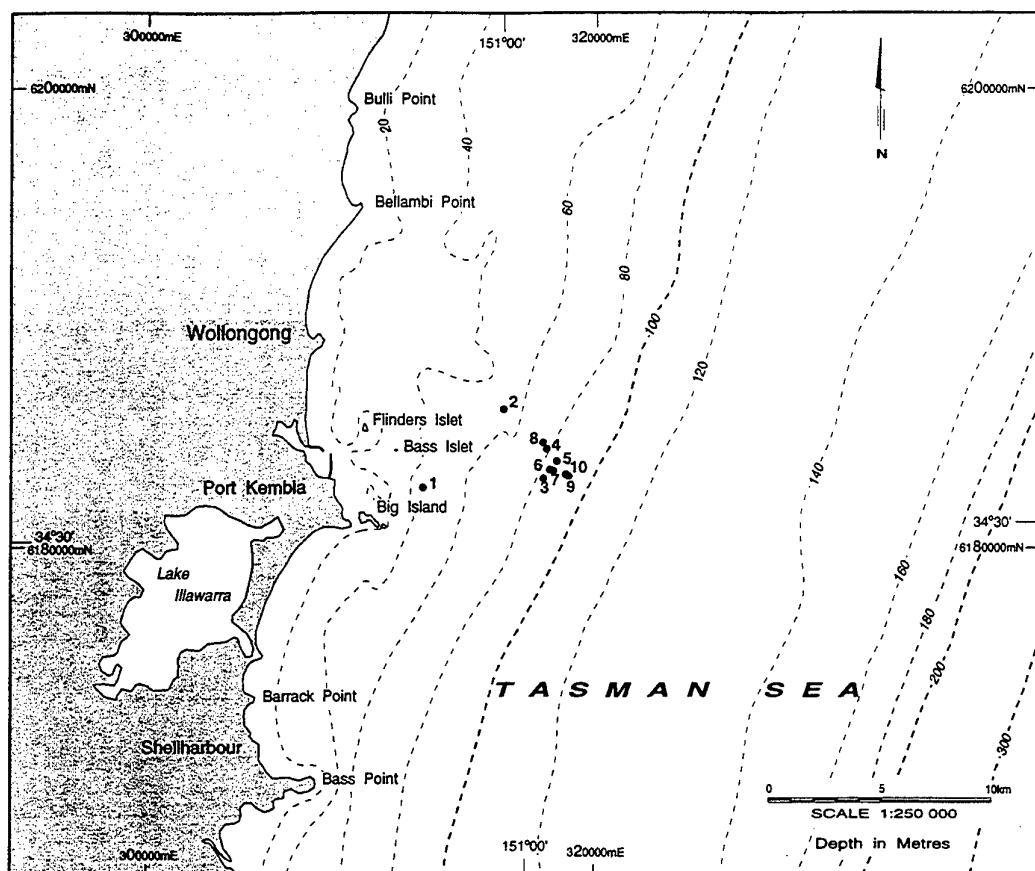 300000mE
151°00'
320000mE
6200000mN
6200000mN
Bulli Point
20
40
N
Bellambi Point
60
80
100
120
Wollongong
2
Flinders Islet
8
4
Bass Islet
5
6
10
140
Port Kembla
1
3
7
9
Big Island
34°30'
34°30'
6180000mN
6180000mN
160
Lake
Illawarra
180
200
TASMAN SEA
Barrack Point
300
Shellharbour
Bass Point
0 5 10km
SCALE 1:250 000
Depth in Metres
300000mE
151°00'
320000mE